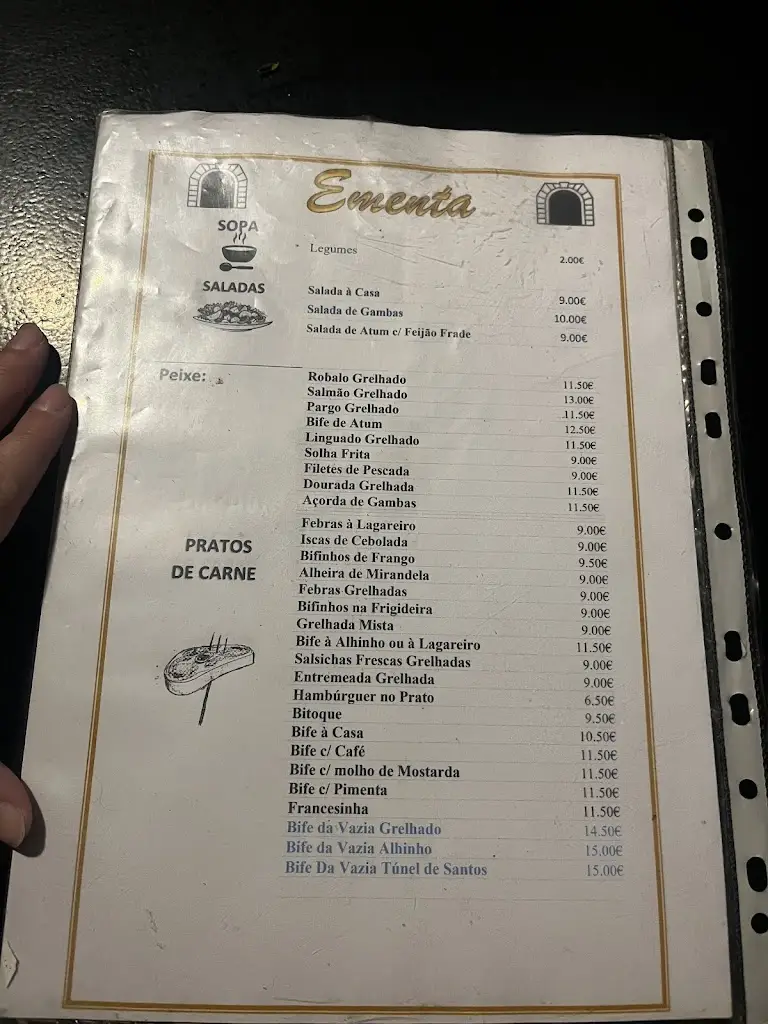 Ementa
SOPA
Legumes 2.00€
SALADAS
Salada à Casa 9.00€
Salada de Gambas 10.00€
Salada de Atum c/ Feijão Frade 9.00€
Peixe:
Robalo Grelhado 11.50€
Salmão Grelhado 13.00€
Pargo Grelhado 11.50€
Bife de Atum 12.50€
Linguado Grelhado 11.50€
Solha Frita 9.00€
Filetes de Pescada 9.00€
Dourada Grelhada 11.50€
Açorda de Gambas 11.50€
PRATOS
DE CARNE
Febras à Lagareiro 9.00€
Iscas de Cebolada 9.00€
Bifinhos de Frango 9.50€
Alheira de Mirandela 9.00€
Febras Grelhadas 9.00€
Bifinhos na Frigideira 9.00€
Grelhada Mista 9.00€
Bife à Alhinho ou à Lagareiro 11.50€
Salsichas Frescas Grelhadas 9.00€
Entremeada Grelhada 9.00€
Hambúrguer no Prato 6.50€
Bitoque 9.50€
Bife à Casa 10.50€
Bife c/ Café 11.50€
Bife c/ molho de Mostarda 11.50€
Bife c/ Pimenta 11.50€
Francesinha 11.50€
Bife da Vazia Grelhado 14.50€
Bife da Vazia Alhinho 15.00€
Bife Da Vazia Túnel de Santos 15.00€